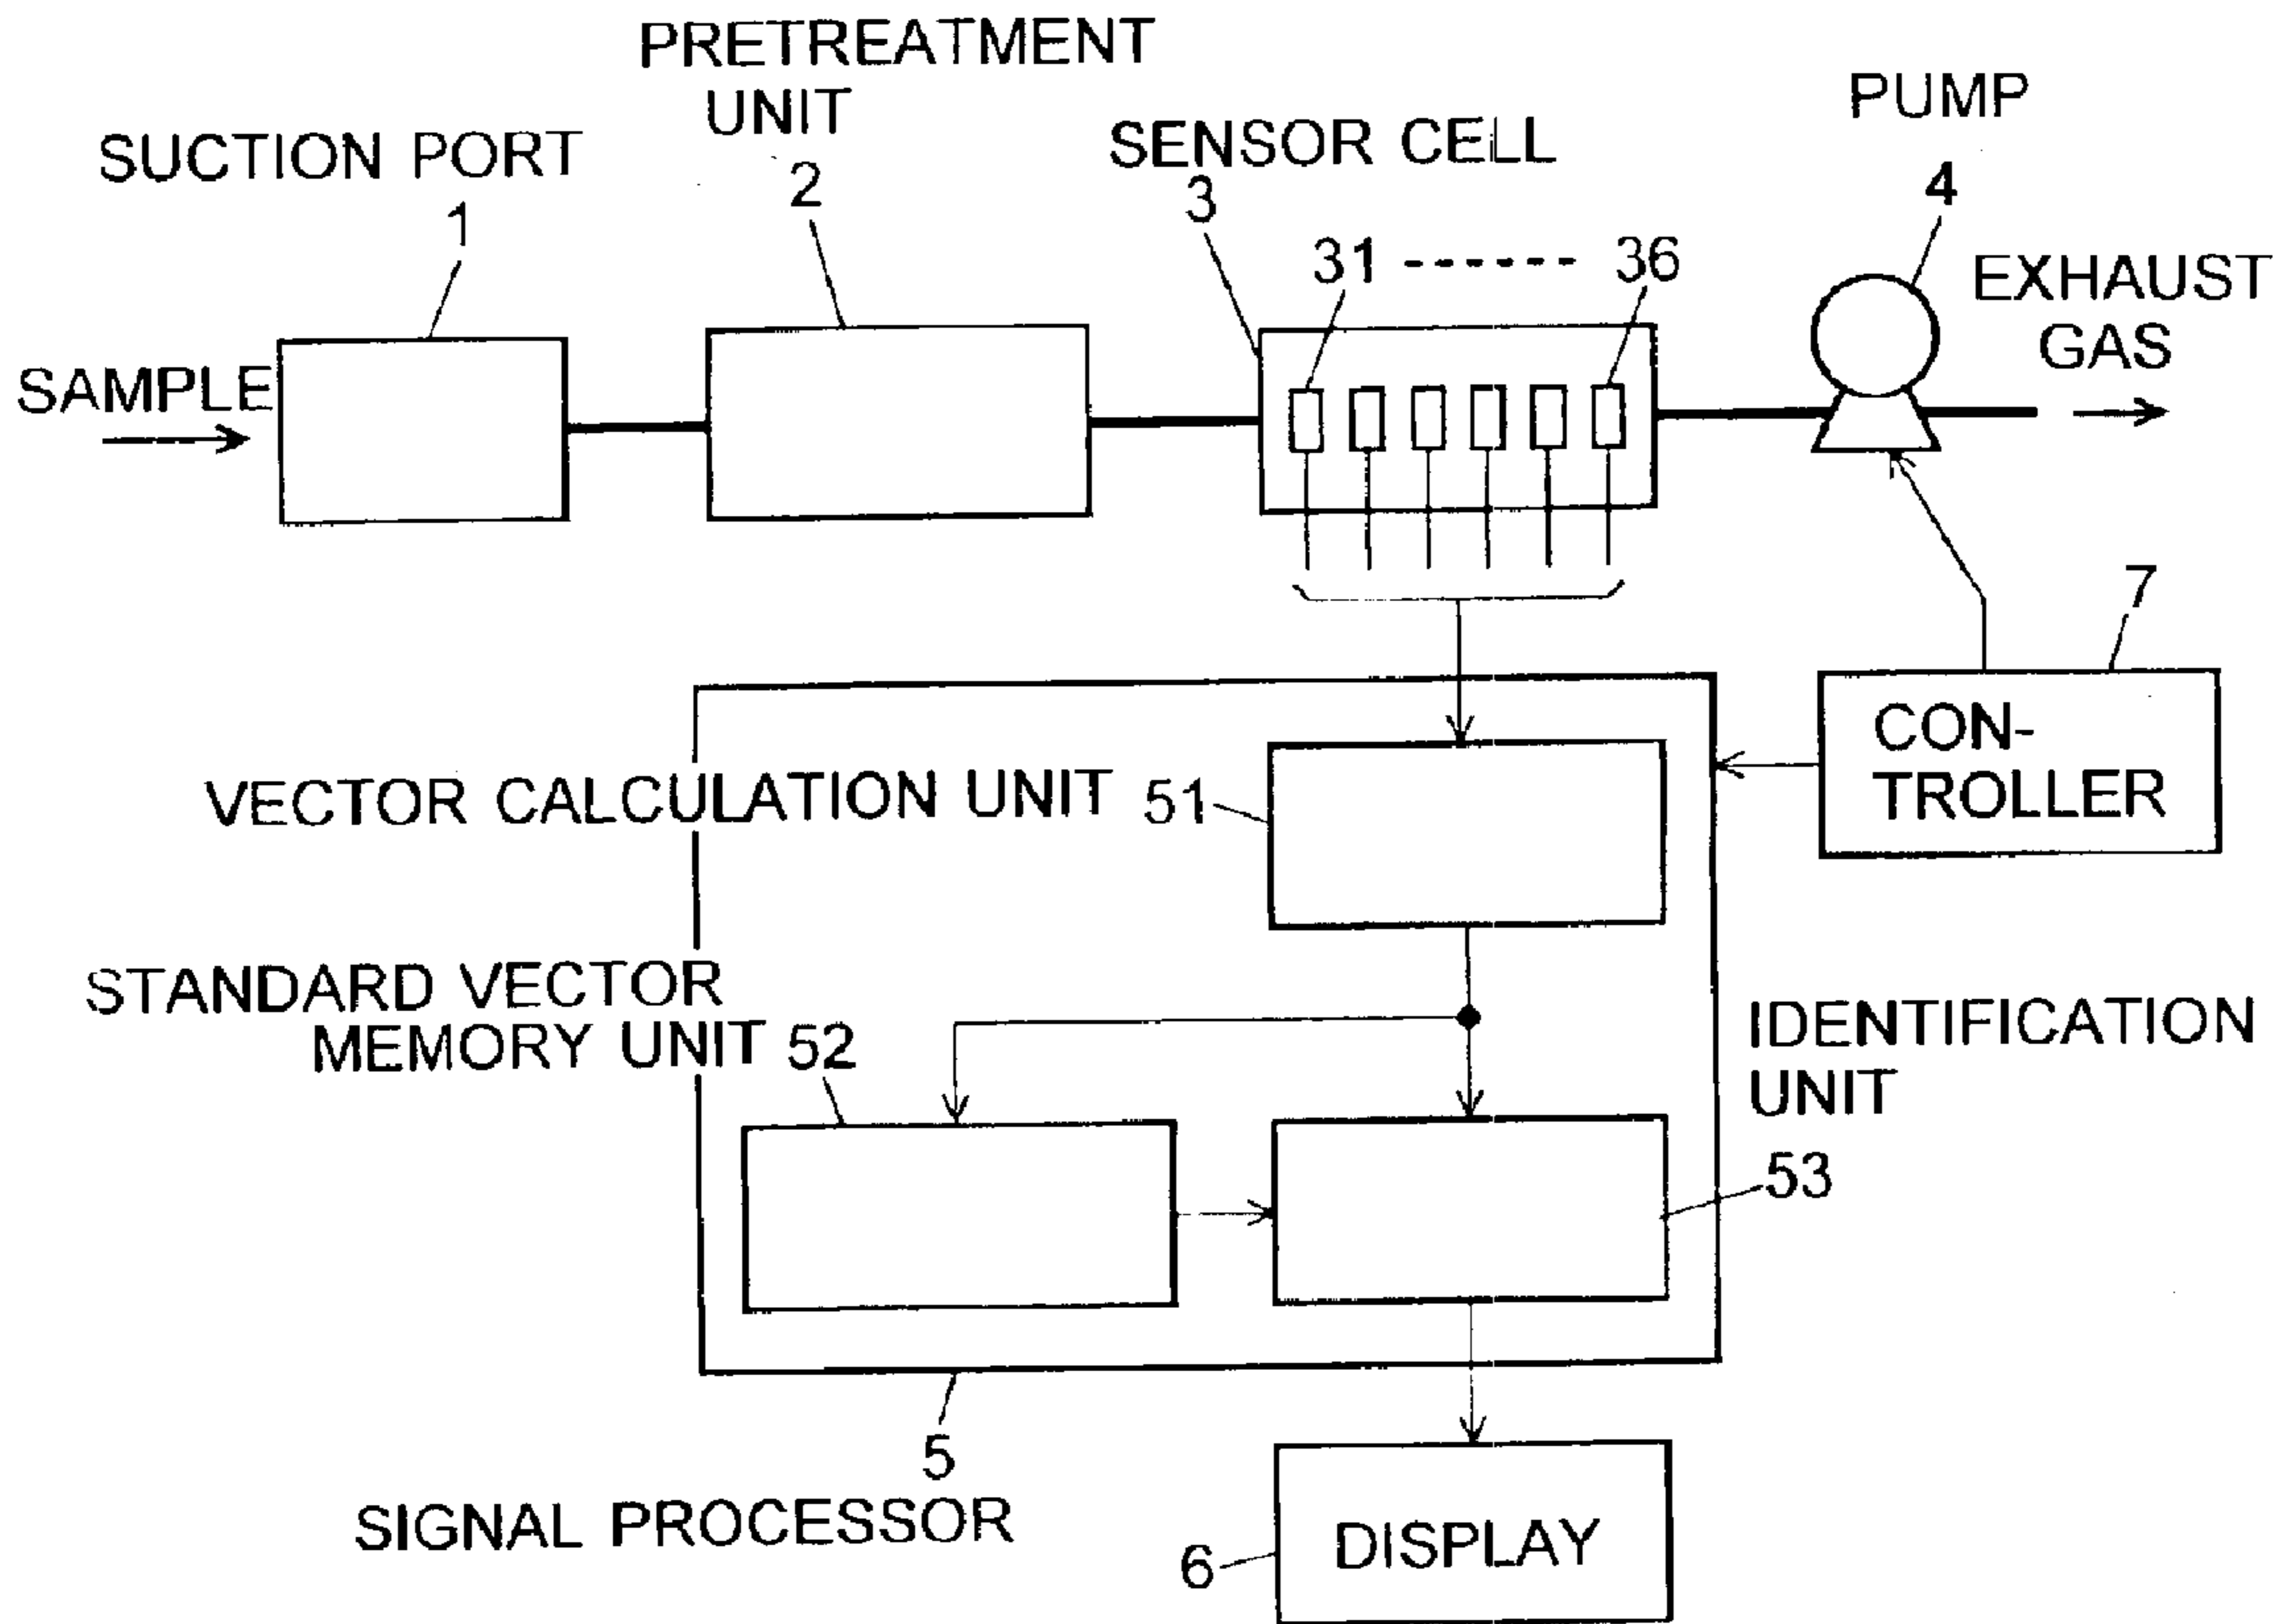 PRETREATMENT
UNIT
2
SUCTION PORT
1
SENSOR CELL
3
31 ------ 36
PUMP
4
EXHAUST
GAS
SAMPLE
7
CON-
TROLLER
VECTOR CALCULATION UNIT 51
STANDARD VECTOR
MEMORY UNIT 52
IDENTIFICATION
UNIT
53
5
SIGNAL PROCESSOR
6
DISPLAY